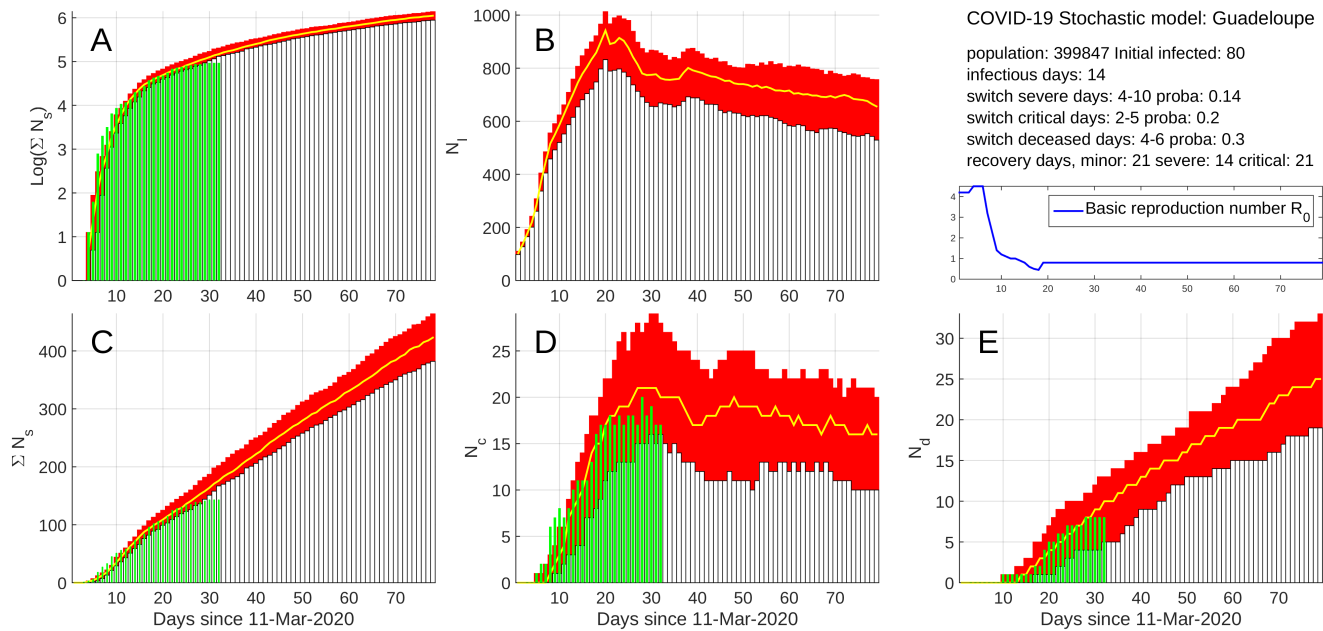 A
Log(Σ Ns)
6
5
4
3
2
1
0
10 20 30 40 50 60 70
B
NI
1000
800
600
400
200
0
10 20 30 40 50 60 70
COVID-19 Stochastic model: Guadeloupe
population: 399847 Initial infected: 80
infectious days: 14
switch severe days: 4-10 proba: 0.14
switch critical days: 2-5 proba: 0.2
switch deceased days: 4-6 proba: 0.3
recovery days, minor: 21 severe: 14 critical: 21
Basic reproduction number R0
4
3
2
1
0
10 20 30 40 50 60 70
C
Σ Ns
400
300
200
100
0
10 20 30 40 50 60 70
Days since 11-Mar-2020
D
Nc
25
20
15
10
5
0
10 20 30 40 50 60 70
Days since 11-Mar-2020
E
Nd
30
25
20
15
10
5
0
10 20 30 40 50 60 70
Days since 11-Mar-2020